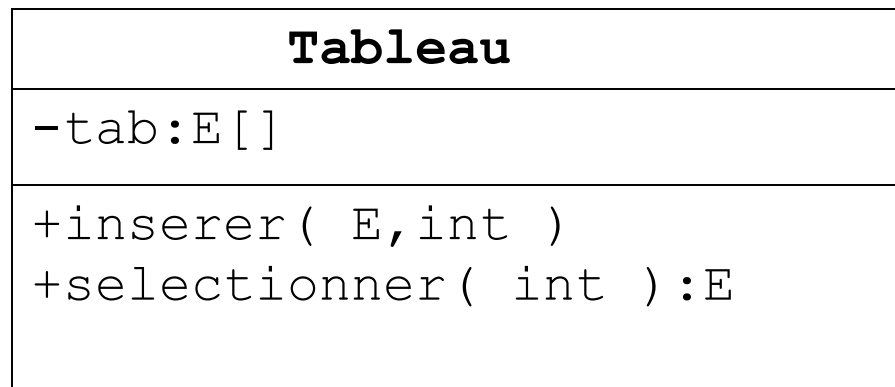 Tableau
-tab:E[]
+inserer( E,int )
+selectionner( int ):E